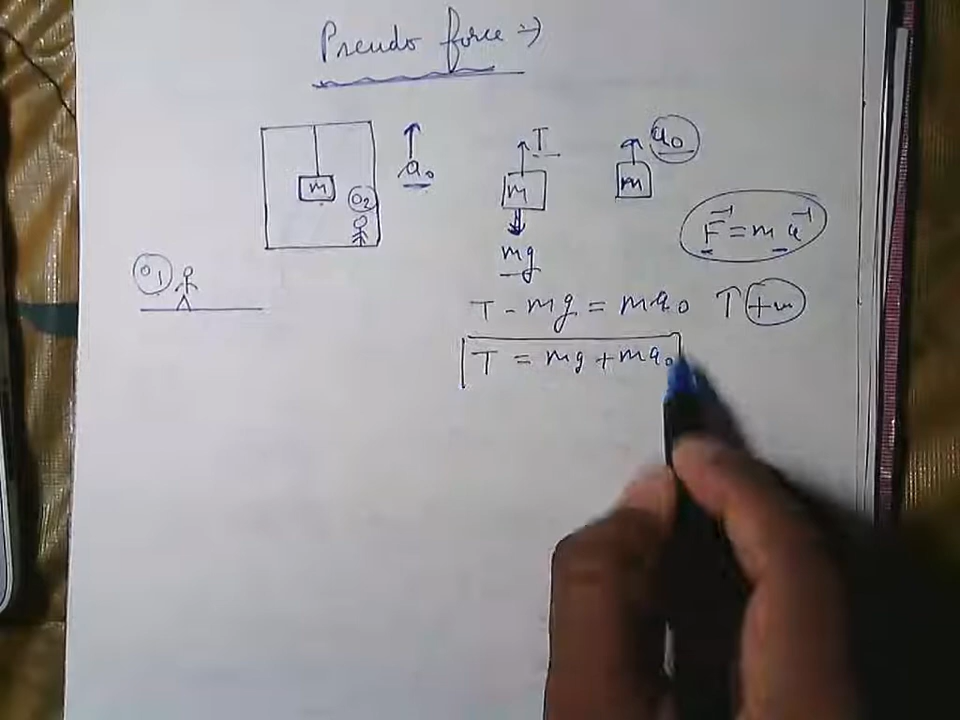 Pseudo force :-)
m
a₀
O₂
O₁
T
m
mg
a₀
m
F⃗ = m a⃗
T - mg = ma₀ ↑ +ve
T = mg + ma₀